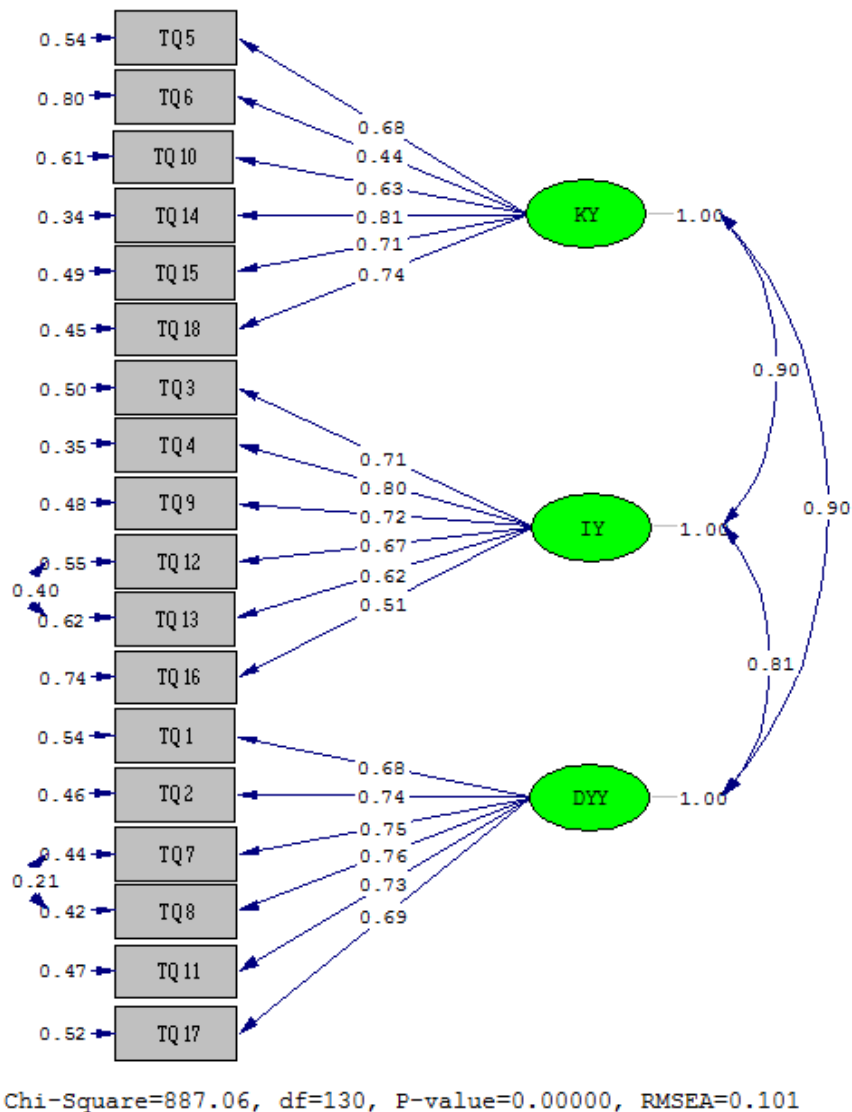 0.54 TQ5
0.80 TQ6
0.68
0.44
0.61 TQ10
0.63
0.34 TQ14 0.81 KY 1.00
0.71
0.49 TQ15
0.74
0.45 TQ18
0.50 TQ3
0.90
0.35 TQ4
0.71
0.80
0.48 TQ9
0.72
0.90
0.67 IY 1.00
0.55 TQ12
0.62
0.40
0.51
0.62 TQ13
0.74 TQ16
0.81
0.54 TQ1
0.68
0.46 TQ2 0.74 DYY 1.00
0.75
0.44 TQ7
0.76
0.21
0.73
0.42 TQ8
0.69
0.47 TQ11
0.52 TQ17
Chi-Square=887.06, df=130, P-value=0.00000, RMSEA=0.101